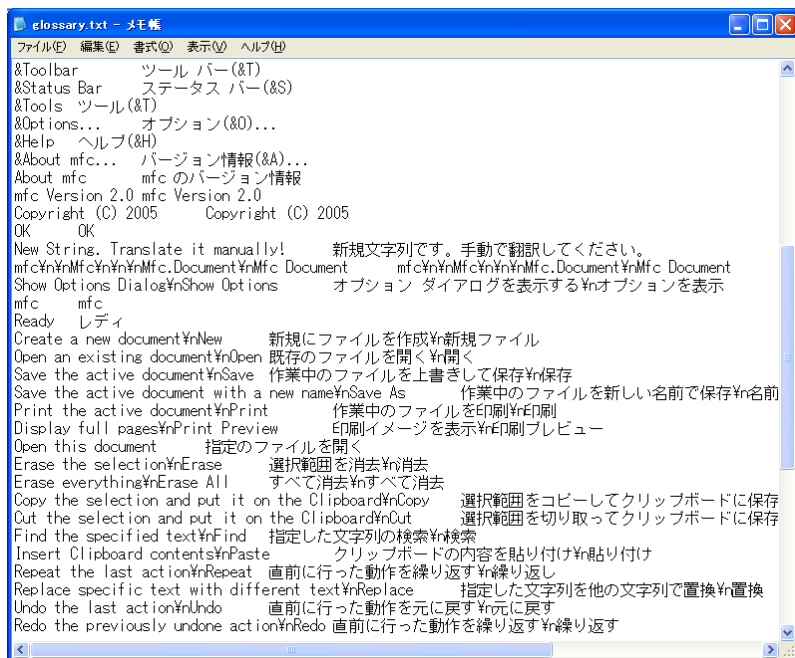 glossary.txt - メモ帳
ファイル(F) 編集(E) 書式(O) 表示(V) ヘルプ(H)
&Toolbar ツール バー(&T)
&Status Bar ステータス バー(&S)
&Tools ツール(&T)
&Options... オプション(&O)...
&Help ヘルプ(&H)
&About mfc... バージョン情報(&A)...
About mfc mfc のバージョン情報
mfc Version 2.0 mfc Version 2.0
Copyright (C) 2005 Copyright (C) 2005
OK OK
New String. Translate it manually! 新規文字列です。手動で翻訳してください。
mfc¥n¥nMfc¥n¥n¥nMfc.Document¥nMfc Document mfc¥n¥nMfc¥n¥n¥nMfc.Document¥nMfc Document
Show Options Dialog¥nShow Options オプション ダイアログを表示する¥nオプションを表示
mfc mfc
Ready レディ
Create a new document¥nNew 新規にファイルを作成¥n新規ファイル
Open an existing document¥nOpen 既存のファイルを開く¥n開く
Save the active document¥nSave 作業中のファイルを上書きして保存¥n保存
Save the active document with a new name¥nSave As 作業中のファイルを新しい名前で保存¥n名前
Print the active document¥nPrint 作業中のファイルを印刷¥n印刷
Display full pages¥nPrint Preview 印刷イメージを表示¥n印刷プレビュー
Open this document 指定のファイルを開く
Erase the selection¥nErase 選択範囲を消去¥n消去
Erase everything¥nErase All すべて消去¥nすべて消去
Copy the selection and put it on the Clipboard¥nCopy 選択範囲をコピーしてクリップボードに保存
Cut the selection and put it on the Clipboard¥nCut 選択範囲を切り取ってクリップボードに保存
Find the specified text¥nFind 指定した文字列の検索¥n検索
Insert Clipboard contents¥nPaste クリップボードの内容を貼り付け¥n貼り付け
Repeat the last action¥nRepeat 直前に行った動作を繰り返す¥n繰り返し
Replace specific text with different text¥nReplace 指定した文字列を他の文字列で置換¥n置換
Undo the last action¥nUndo 直前に行った動作を元に戻す¥n元に戻す
Redo the previously undone action¥nRedo 直前に行った動作を繰り返す¥n繰り返す